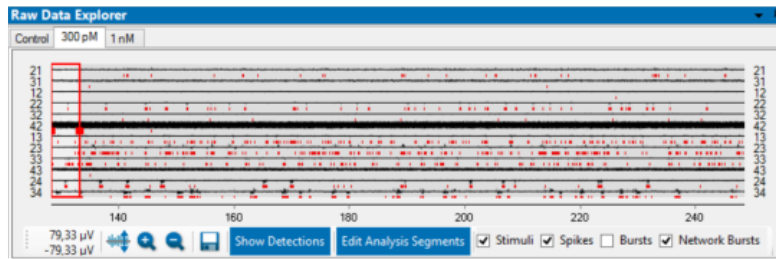 Raw Data Explorer
Control 300 pM 1 nM
21 21
31 31
12 12
22 22
32 32
42 42
13 13
23 23
33 33
43 43
24 24
34 34
140 160 180 200 220 240
79,33 µV
-79,33 µV
Show Detections Edit Analysis Segments Stimuli Spikes Bursts Network Bursts